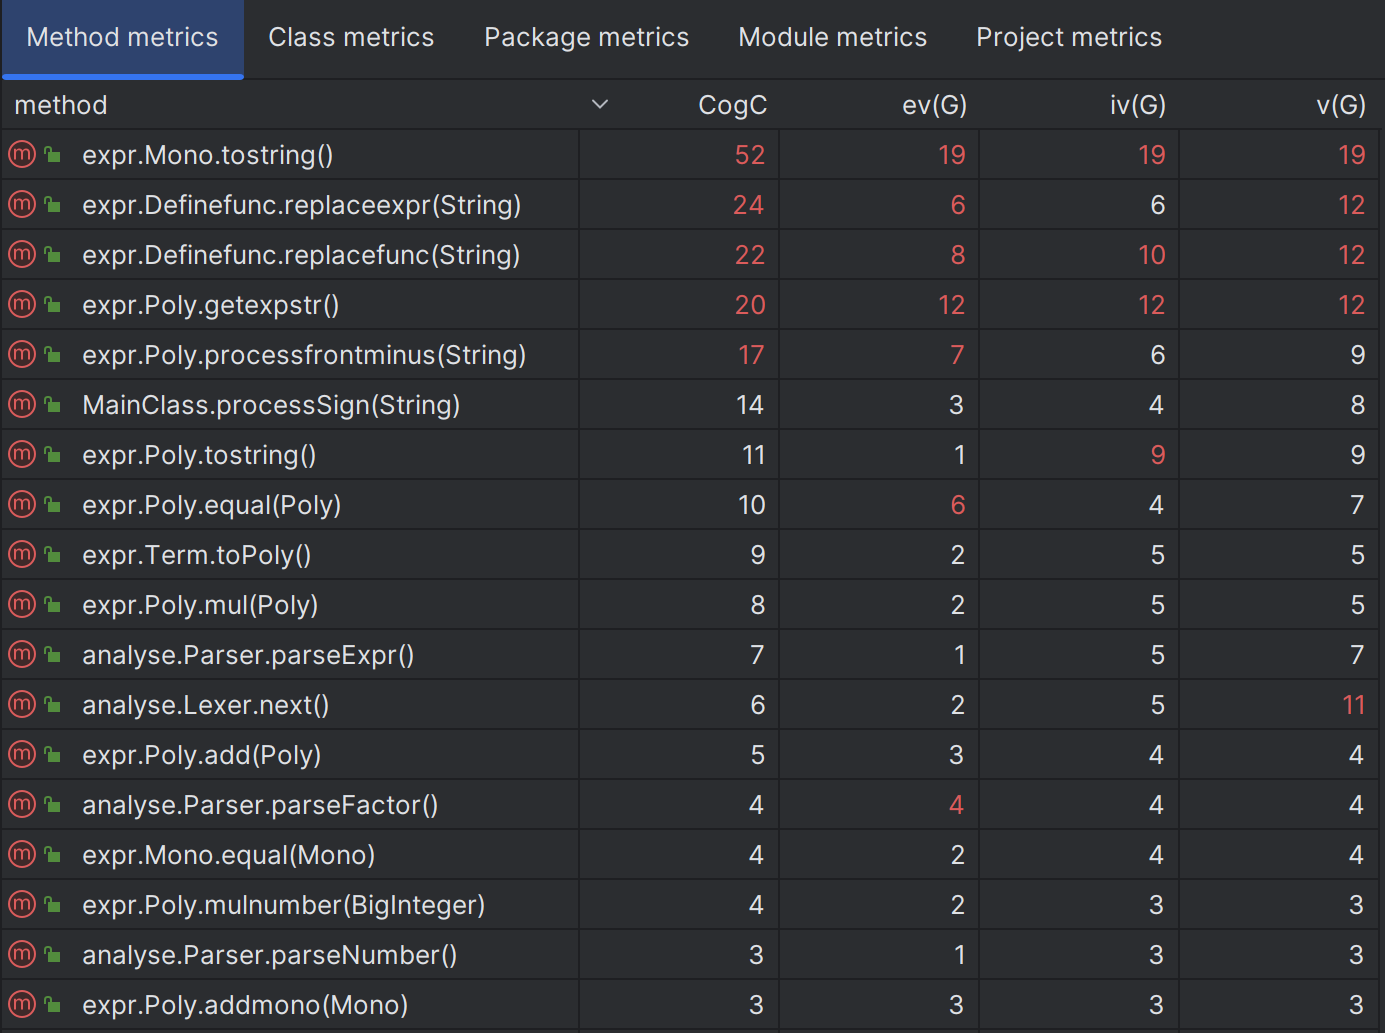 Method metrics Class metrics Package metrics Module metrics Project metrics
method CogC ev(G) iv(G) v(G)
m expr.Mono.tostring() 52 19 19 19
m expr.Definefunc.replaceexpr(String) 24 6 6 12
m expr.Definefunc.replacefunc(String) 22 8 10 12
m expr.Poly.getexpstr() 20 12 12 12
m expr.Poly.processfrontminus(String) 17 7 6 9
m MainClass.processSign(String) 14 3 4 8
m expr.Poly.tostring() 11 1 9 9
m expr.Poly.equal(Poly) 10 6 4 7
m expr.Term.toPoly() 9 2 5 5
m expr.Poly.mul(Poly) 8 2 5 5
m analyse.Parser.parseExpr() 7 1 5 7
m analyse.Lexer.next() 6 2 5 11
m expr.Poly.add(Poly) 5 3 4 4
m analyse.Parser.parseFactor() 4 4 4 4
m expr.Mono.equal(Mono) 4 2 4 4
m expr.Poly.mulnumber(BigInteger) 4 2 3 3
m analyse.Parser.parseNumber() 3 1 3 3
m expr.Poly.addmono(Mono) 3 3 3 3